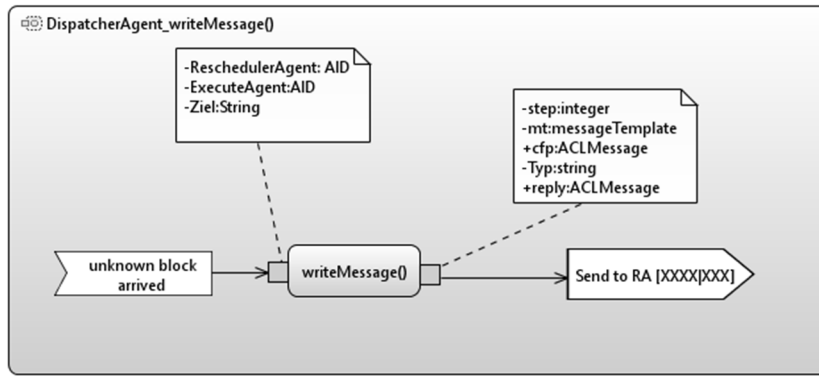 DispatcherAgent_writeMessage()
-ReschedulerAgent: AID
-ExecuteAgent:AID
-Ziel:String
-step:integer
-mt:messageTemplate
+cfp:ACLMessage
-Typ:string
+reply:ACLMessage
unknown block
arrived
writeMessage()
Send to RA [XXXX|XXX]